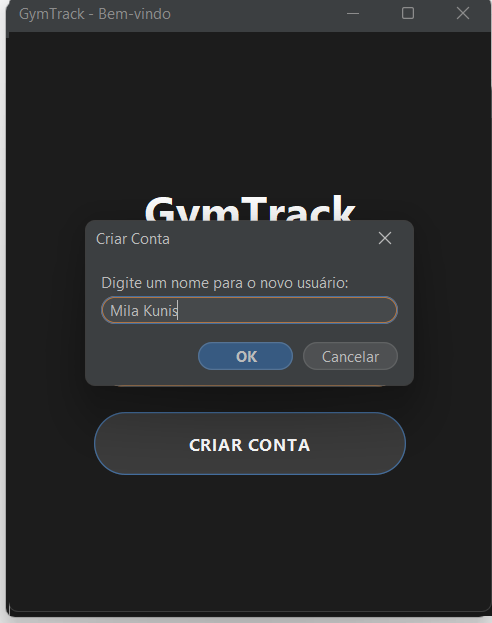 GymTrack - Bem-vindo
GymTrack
Criar Conta
Digite um nome para o novo usuário:
Mila Kunis
OK
Cancelar
CRIAR CONTA